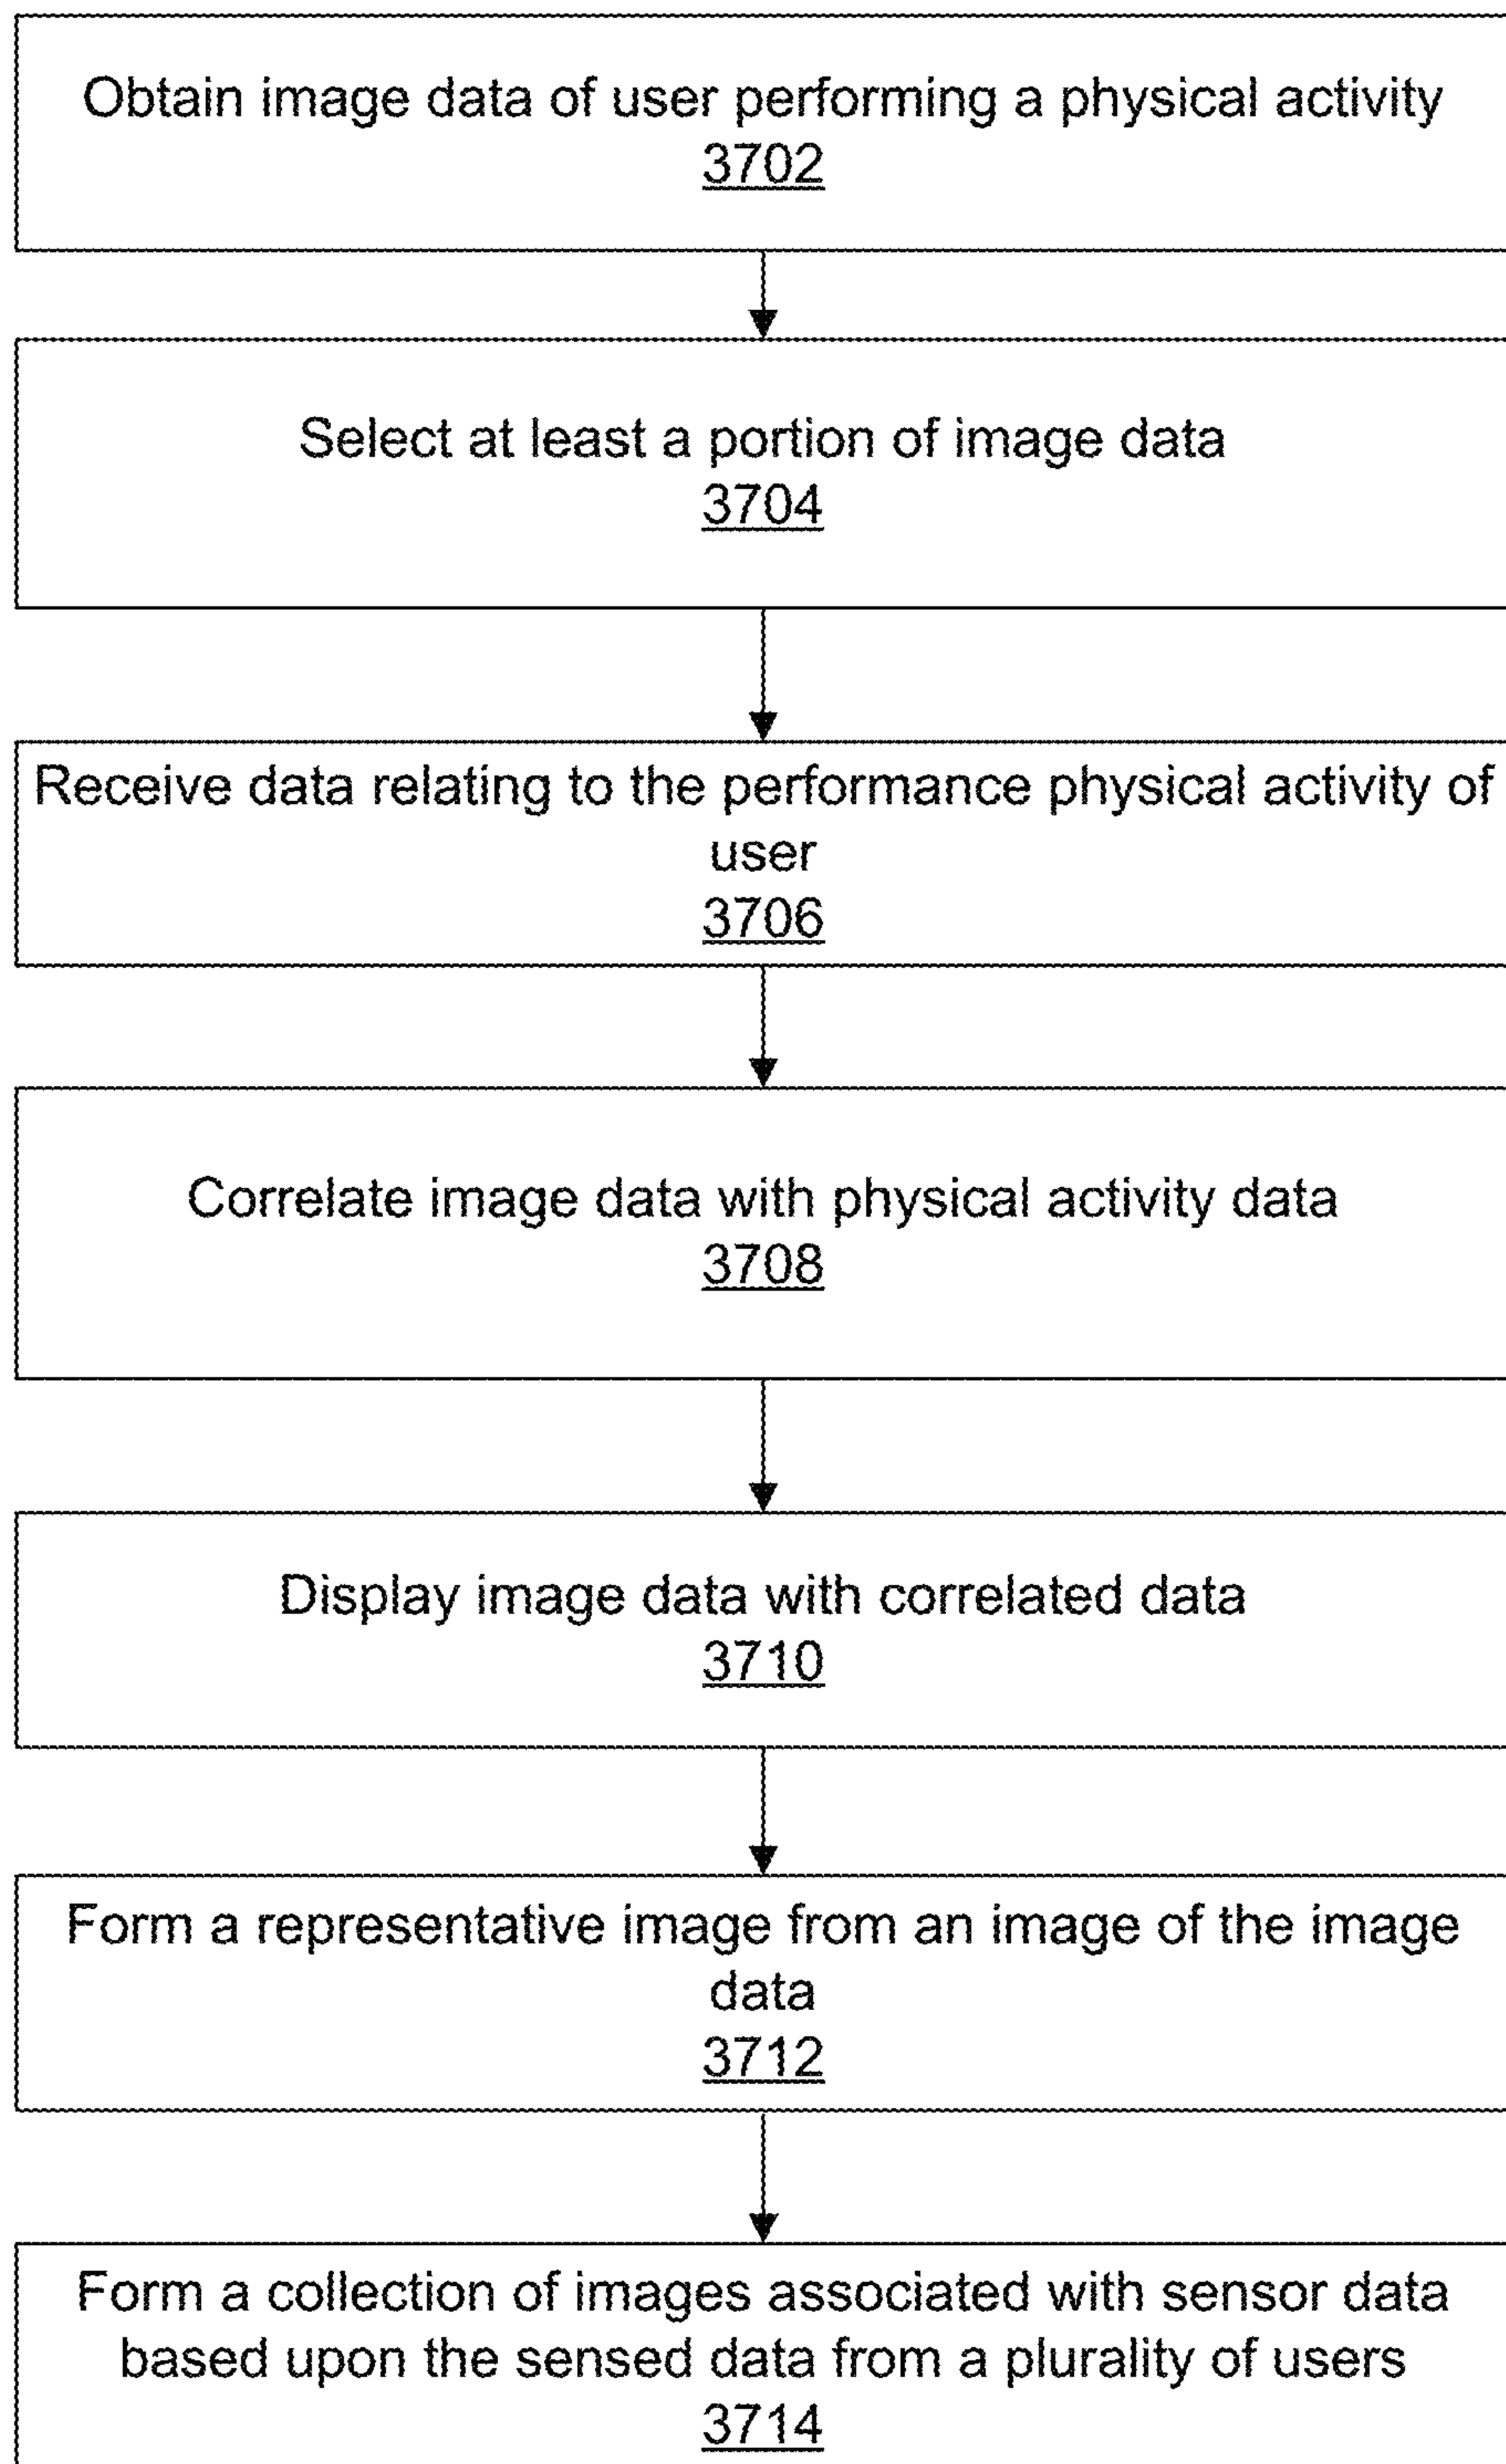 Obtain image data of user performing a physical activity
3702
Select at least a portion of image data
3704
Receive data relating to the performance physical activity of
user
3706
Correlate image data with physical activity data
3708
Display image data with correlated data
3710
Form a representative image from an image of the image
data
3712
Form a collection of images associated with sensor data
based upon the sensed data from a plurality of users
3714